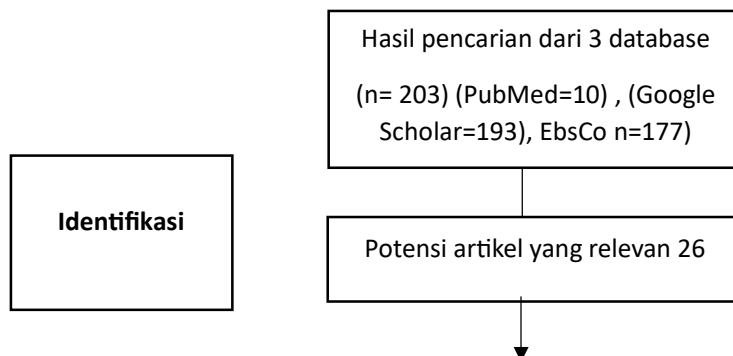 Hasil pencarian dari 3 database
(n= 203) (PubMed=10) , (Google
Scholar=193), EbsCo n=177)
Identifikasi
Potensi artikel yang relevan 26